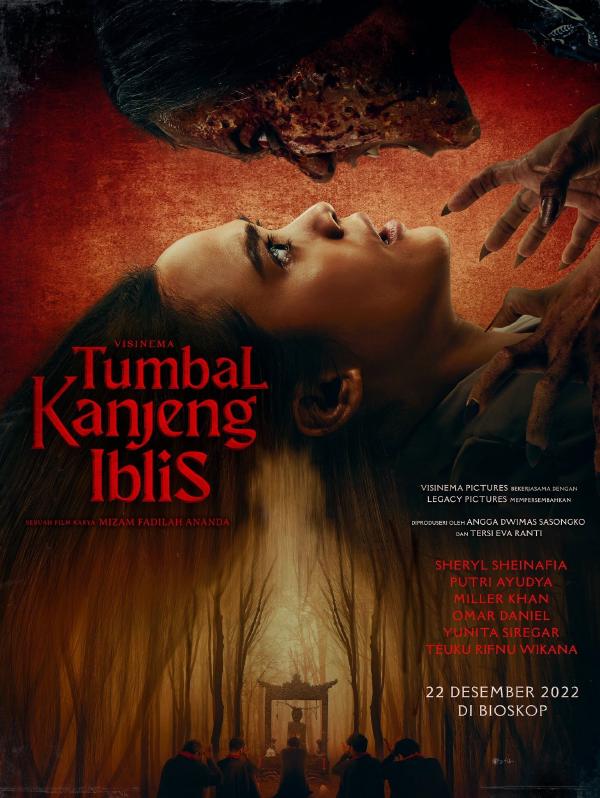 VISINEMA
Tumbal
Kanjeng
Iblis
SEBUAH FILM KARYA MIZAM FADILAH ANANDA
VISINEMA PICTURES BEKERJASAMA DENGAN
LEGACY PICTURES MEMPERSEMBAHKAN
DIPRODUSERI OLEH ANGGA DWIMAS SASONGKO
DAN TERSI EVA RANTI
SHERYL SHEINAFIA
PUTRI AYUDYA
MILLER KHAN
OMAR DANIEL
YUNITA SIREGAR
TEUKU RIFNU WIKANA
22 DESEMBER 2022
DI BIOSKOP